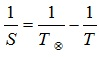 1/S = 1/T⊗ - 1/T